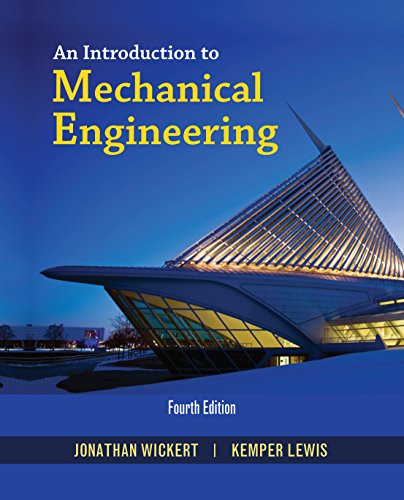 An Introduction to
Mechanical
Engineering
Fourth Edition
JONATHAN WICKERT | KEMPER LEWIS